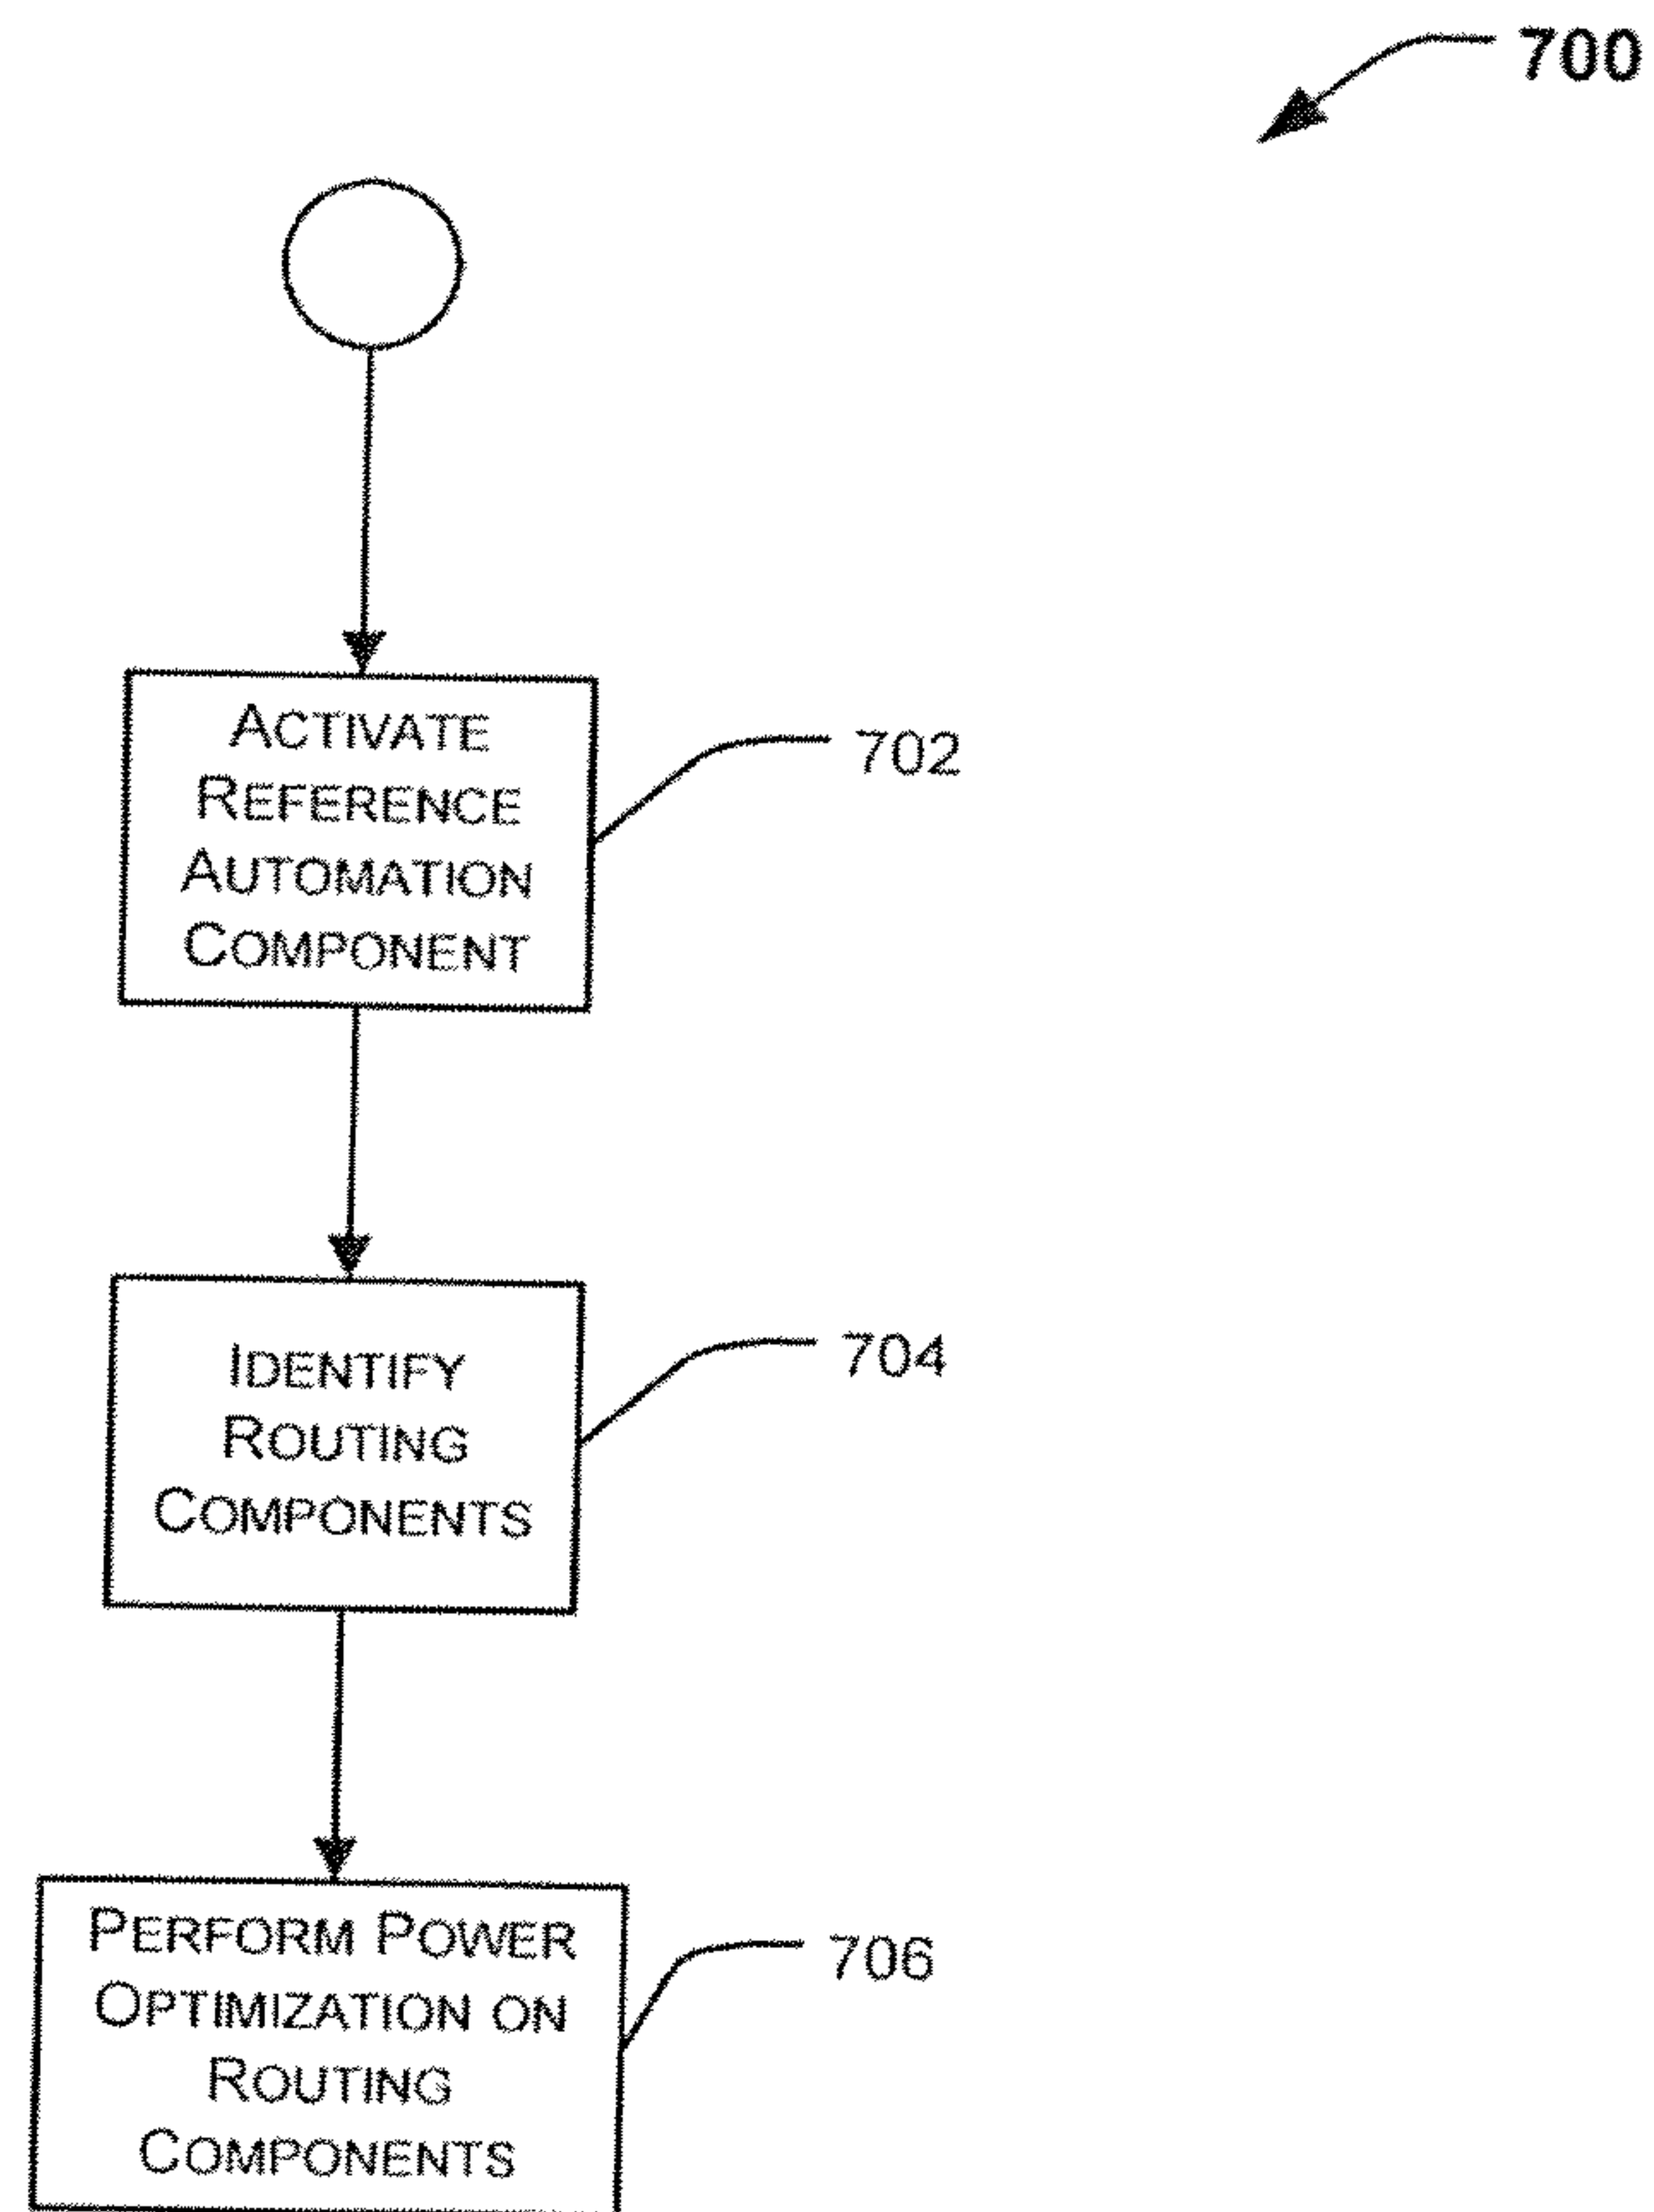 700
ACTIVATE
REFERENCE
AUTOMATION
COMPONENT
702
IDENTIFY
ROUTING
COMPONENTS
704
PERFORM POWER
OPTIMIZATION ON
ROUTING
COMPONENTS
706